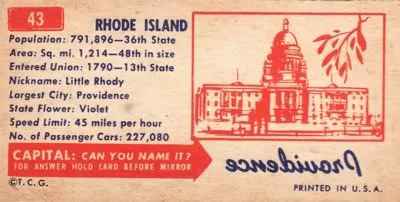 43 RHODE ISLAND
Population: 791,896—36th State
Area: Sq. mi. 1,214—48th in size
Entered Union: 1790—13th State
Nickname: Little Rhody
Largest City: Providence
State Flower: Violet
Speed Limit: 45 miles per hour
No. of Passenger Cars: 227,080
CAPITAL: CAN YOU NAME IT?
FOR ANSWER HOLD CARD BEFORE MIRROR
Providence
©T.C.G.
PRINTED IN U.S.A.